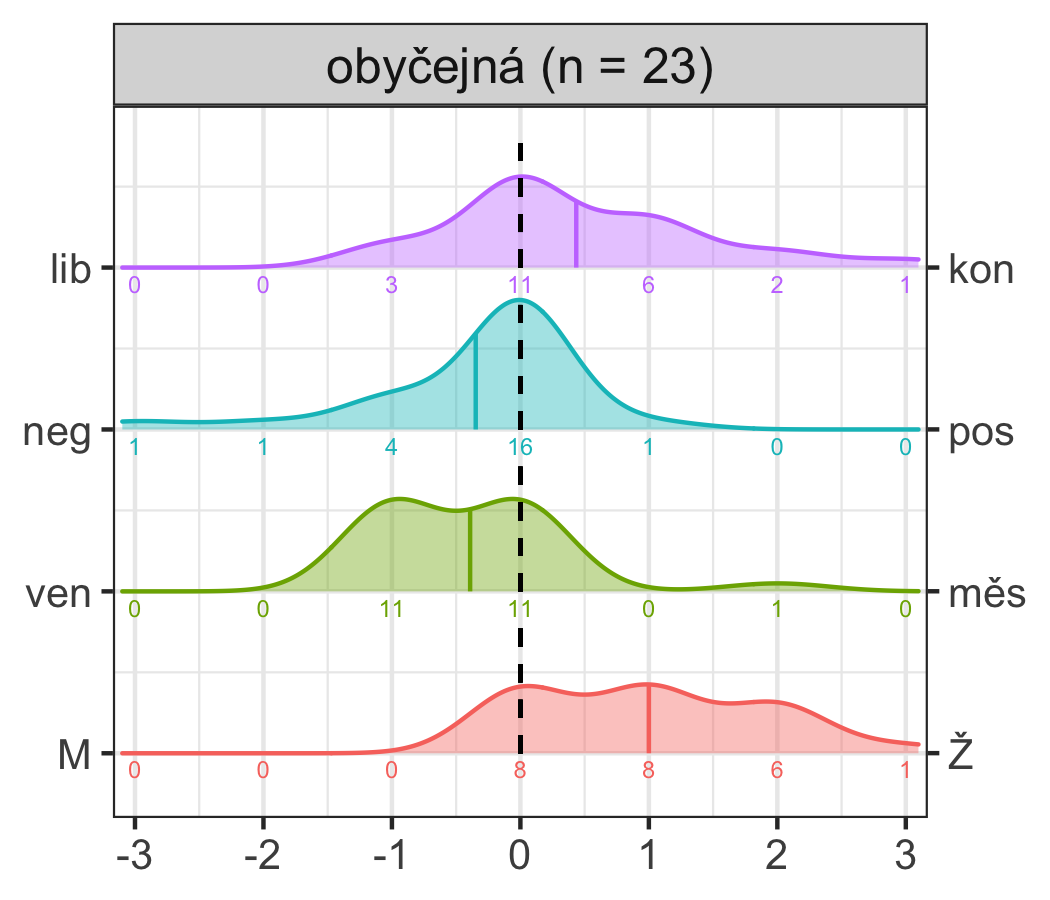 obyčejná (n = 23)
lib kon
0 0 3 11 6 2 1
neg pos
1 1 4 16 1 0 0
ven měs
0 0 11 11 0 1 0
M Ž
0 0 0 8 8 6 1
-3 -2 -1 0 1 2 3